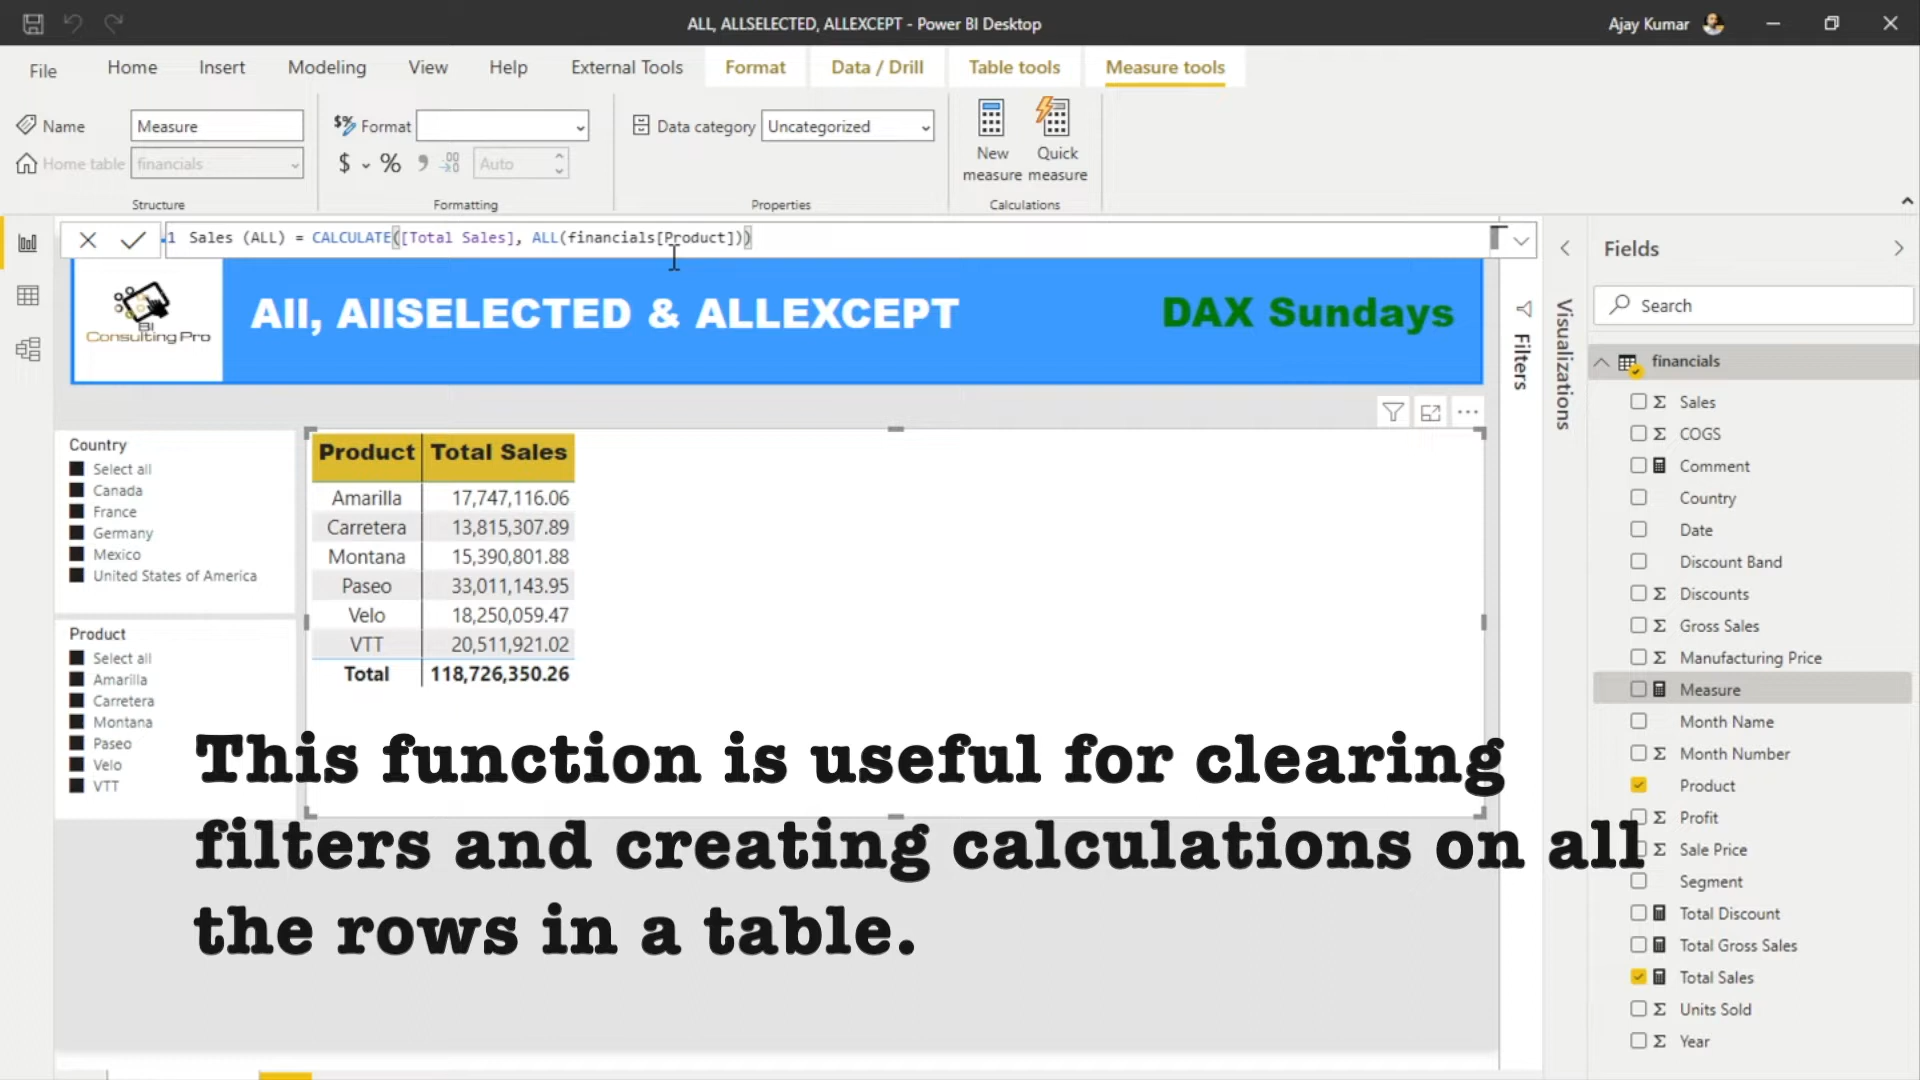 ALL, ALLSELECTED, ALLEXCEPT - Power BI Desktop
Ajay Kumar
File
Home
Insert
Modeling
View
Help
External Tools
Format
Data / Drill
Table tools
Measure tools
Name
Measure
Home table
financials
Structure
Format
$
%
Auto
Formatting
Data category
Uncategorized
Properties
New measure
Quick measure
Calculations
1 Sales (ALL) = CALCULATE([Total Sales], ALL(financials[Product]))
BI
Consulting Pro
All, AllSELECTED & ALLEXCEPT
DAX Sundays
Country
Select all
Canada
France
Germany
Mexico
United States of America
Product
Select all
Amarilla
Carretera
Montana
Paseo
Velo
VTT
Product Total Sales
Amarilla 17,747,116.06
Carretera 13,815,307.89
Montana 15,390,801.88
Paseo 33,011,143.95
Velo 18,250,059.47
VTT 20,511,921.02
Total 118,726,350.26
This function is useful for clearing
filters and creating calculations on all
the rows in a table.
Filters
Visualizations
Fields
Search
financials
Sales
COGS
Comment
Country
Date
Discount Band
Discounts
Gross Sales
Manufacturing Price
Measure
Month Name
Month Number
Product
Profit
Sale Price
Segment
Total Discount
Total Gross Sales
Total Sales
Units Sold
Year